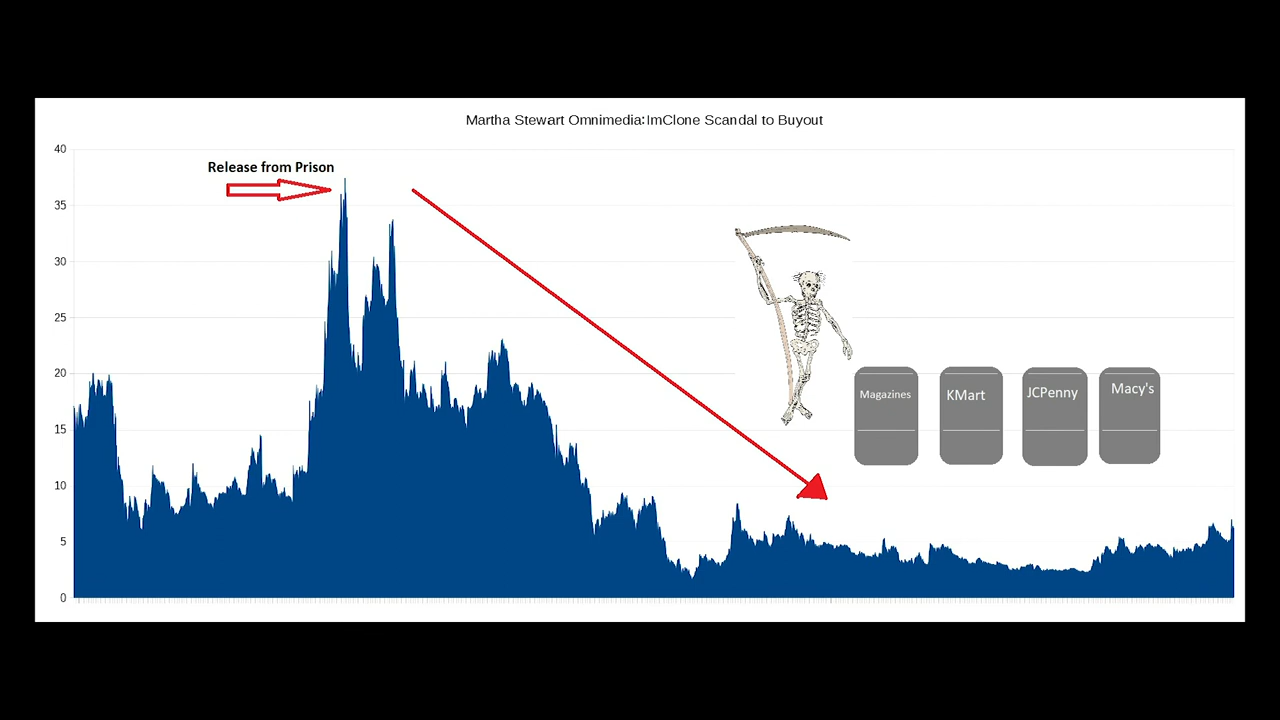 Martha Stewart Omnimedia:ImClone Scandal to Buyout
40
Release from Prison
35
30
25
20
15
10
5
0
Magazines
KMart
JCPenny
Macy's